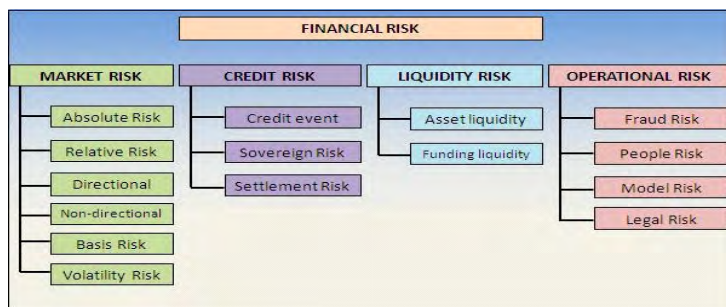 FINANCIAL RISK
MARKET RISK
Absolute Risk
Relative Risk
Directional
Non-directional
Basis Risk
Volatility Risk
CREDIT RISK
Credit event
Sovereign Risk
Settlement Risk
LIQUIDITY RISK
Asset liquidity
Funding liquidity
OPERATIONAL RISK
Fraud Risk
People Risk
Model Risk
Legal Risk